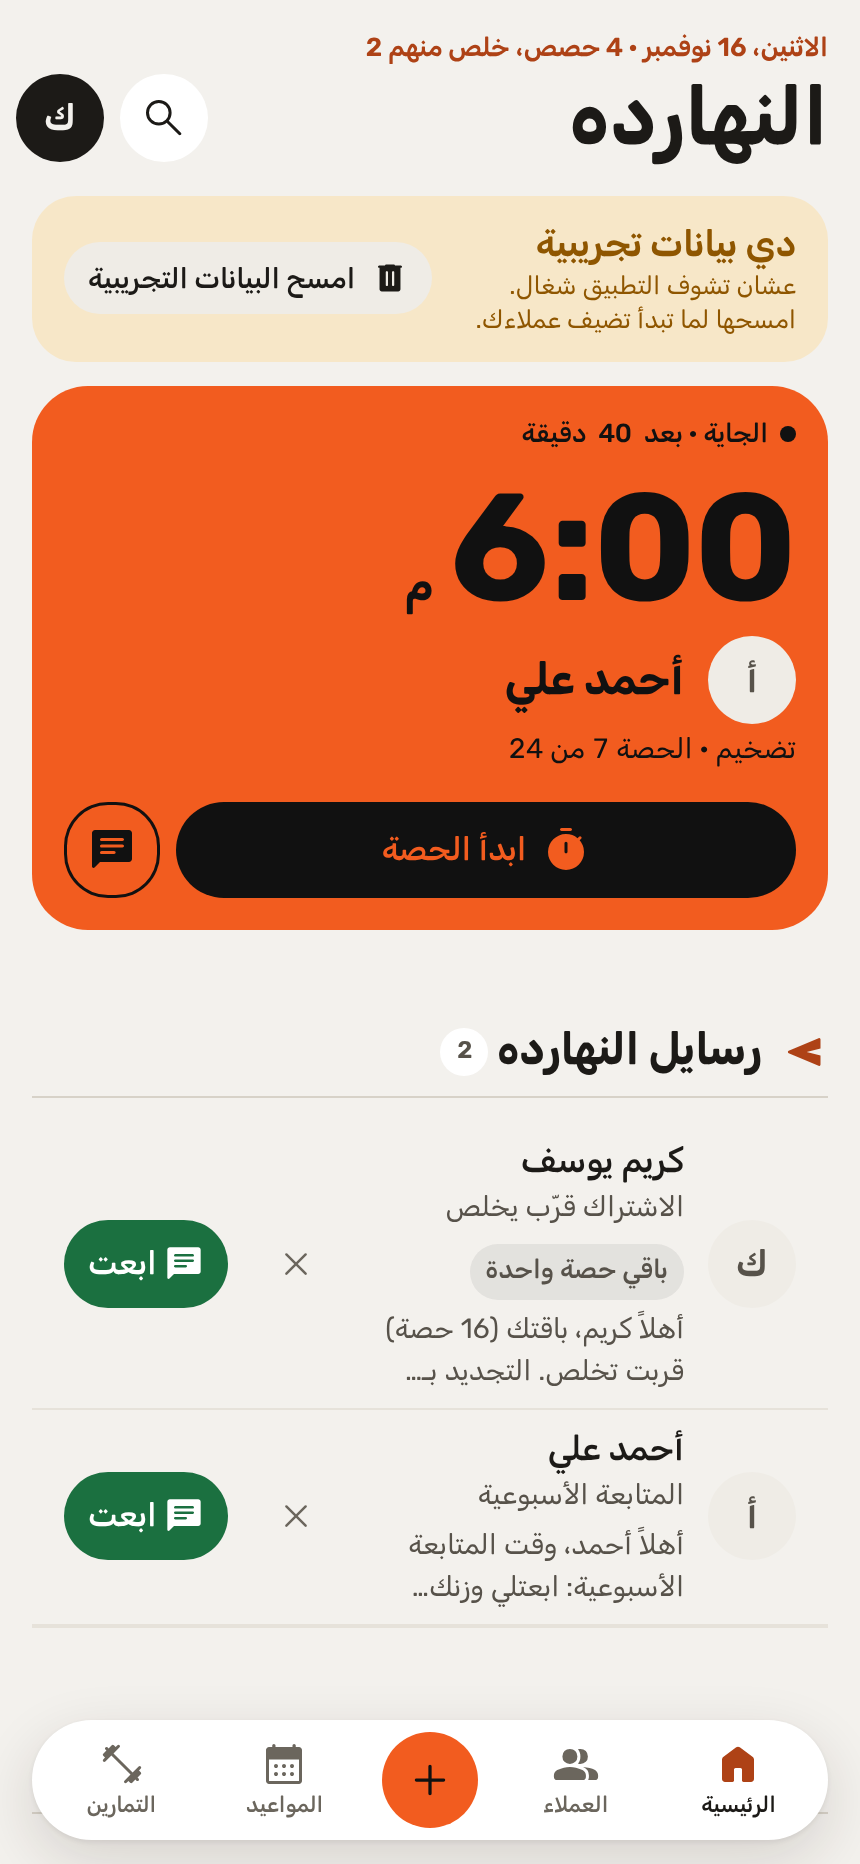 الاثنين، 16 نوفمبر • 4 حصص، خلص منهم 2
النهارده
ك
دي بيانات تجريبية
عشان تشوف التطبيق شغال.
امسحها لما تبدأ تضيف عملاءك.
امسح البيانات التجريبية
الجاية • بعد 40 دقيقة
6:00 م
أ
أحمد علي
تضخيم • الحصة 7 من 24
ابدأ الحصة
رسايل النهارده 2
ك
كريم يوسف
الاشتراك قرّب يخلص
باقي حصة واحدة
أهلاً كريم، باقتك (16 حصة)
قربت تخلص. التجديد بـ...
ابعت
أ
أحمد علي
المتابعة الأسبوعية
أهلاً أحمد، وقت المتابعة
الأسبوعية: ابعتلي وزنك...
ابعت
الرئيسية
العملاء
المواعيد
التمارين